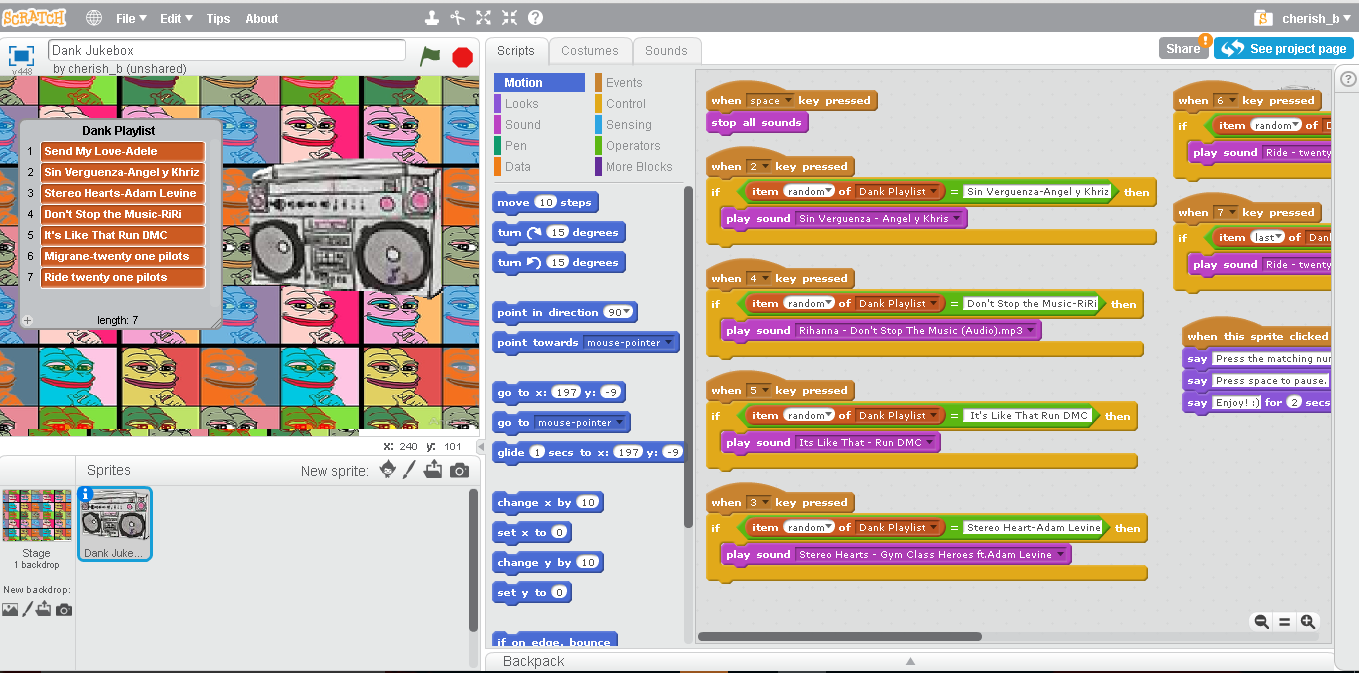 SCRATCH File Edit Tips About cherish_b
Dank Jukebox
by cherish_b (unshared)
v448
Scripts Costumes Sounds
Share ! See project page
Dank Playlist
1 Send My Love-Adele
2 Sin Verguenza-Angel y Khriz
3 Stereo Hearts-Adam Levine
4 Don't Stop the Music-RiRi
5 It's Like That Run DMC
6 Migrane-twenty one pilots
7 Ride twenty one pilots
+ length: 7
X: 240 y: 101
Sprites New sprite:
Stage
1 backdrop
New backdrop:
Dank Juke...
Motion Events
Looks Control
Sound Sensing
Pen Operators
Data More Blocks
move 10 steps
turn 15 degrees
turn 15 degrees
point in direction 90
point towards mouse-pointer
go to x: 197 y: -9
go to mouse-pointer
glide 1 secs to x: 197 y: -9
change x by 10
set x to 0
change y by 10
set y to 0
if on edge, bounce
when space key pressed
stop all sounds
when 2 key pressed
if item random of Dank Playlist = Sin Verguenza-Angel y Khriz then
play sound Sin Verguenza - Angel y Khris
when 4 key pressed
if item random of Dank Playlist = Don't Stop the Music-RiRi then
play sound Rihanna - Don't Stop The Music (Audio).mp3
when 5 key pressed
if item random of Dank Playlist = It's Like That Run DMC then
play sound Its Like That - Run DMC
when 3 key pressed
if item random of Dank Playlist = Stereo Heart-Adam Levine then
play sound Stereo Hearts - Gym Class Heroes ft.Adam Levine
when 6 key pressed
if item random of D
play sound Ride - twenty
when 7 key pressed
if item last of Dank
play sound Ride - twenty
when this sprite clicked
say Press the matching nu
say Press space to pause.
say Enjoy! :) for 2 secs
Backpack